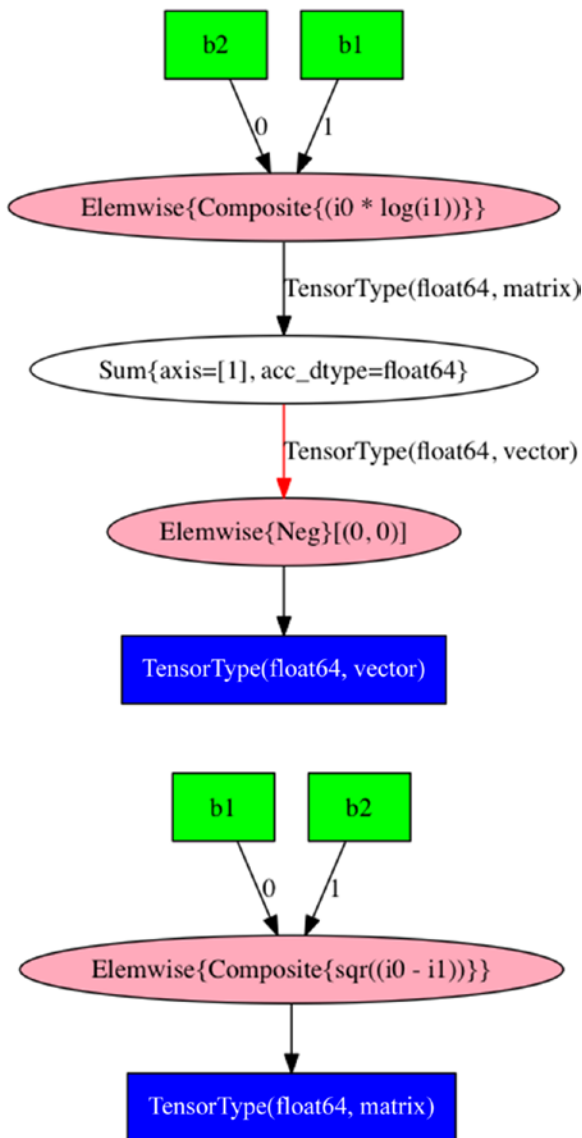 b2
b1
0
1
Elemwise{Composite{(i0 * log(i1))}}
TensorType(float64, matrix)
Sum{axis=[1], acc_dtype=float64}
TensorType(float64, vector)
Elemwise{Neg}[(0, 0)]
TensorType(float64, vector)
b1
b2
0
1
Elemwise{Composite{sqr((i0 - i1))}}
TensorType(float64, matrix)